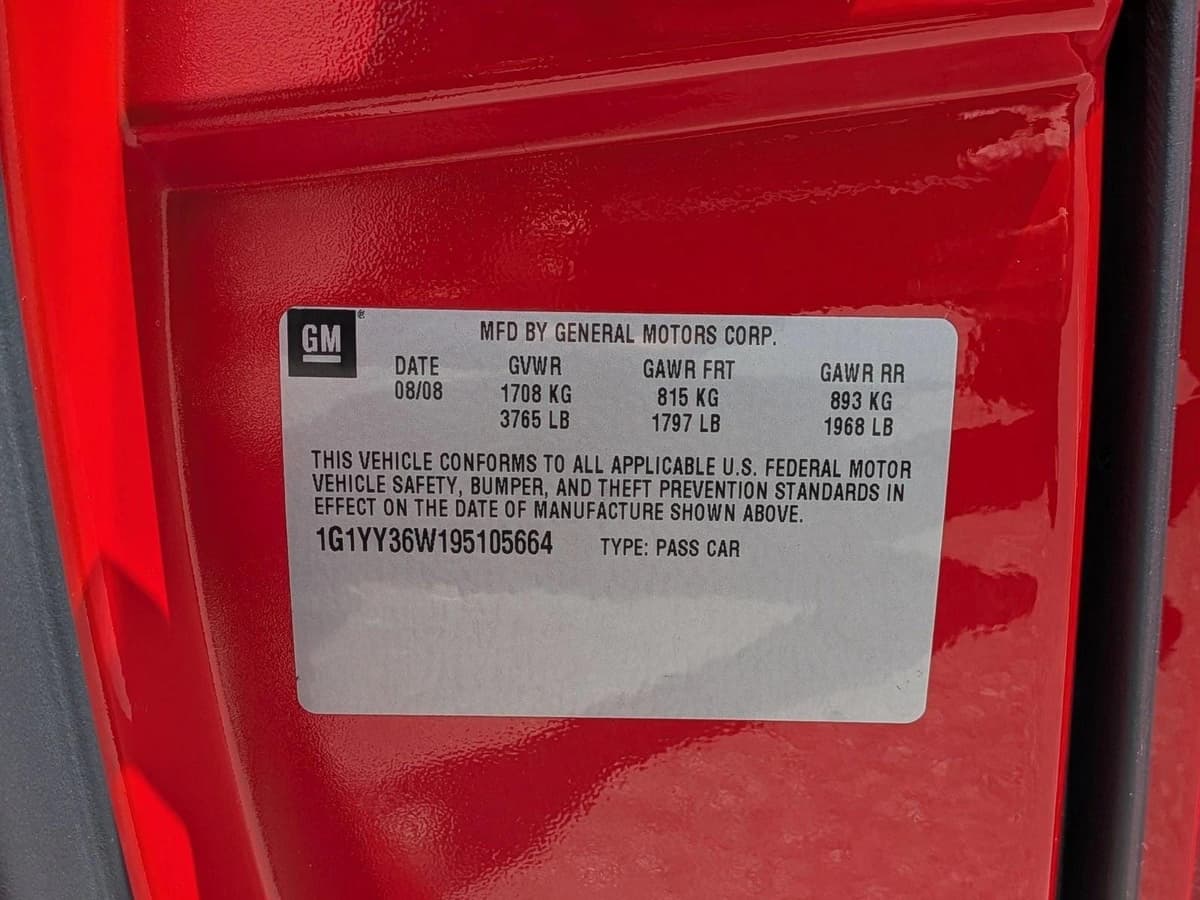 GM ®
MFD BY GENERAL MOTORS CORP.
DATE GVWR GAWR FRT GAWR RR
08/08 1708 KG 815 KG 893 KG
3765 LB 1797 LB 1968 LB
THIS VEHICLE CONFORMS TO ALL APPLICABLE U.S. FEDERAL MOTOR
VEHICLE SAFETY, BUMPER, AND THEFT PREVENTION STANDARDS IN
EFFECT ON THE DATE OF MANUFACTURE SHOWN ABOVE.
1G1YY36W195105664 TYPE: PASS CAR